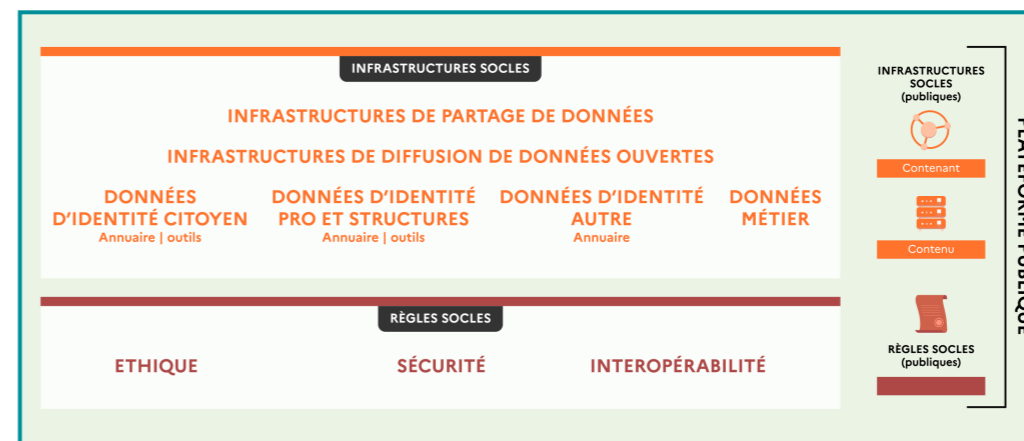 INFRASTRUCTURES SOCLES
INFRASTRUCTURES DE PARTAGE DE DONNÉES
INFRASTRUCTURES DE DIFFUSION DE DONNÉES OUVERTES
DONNÉES
D'IDENTITÉ CITOYEN
Annuaire | outils
DONNÉES D'IDENTITÉ
PRO ET STRUCTURES
Annuaire | outils
DONNÉES D'IDENTITÉ
AUTRE
Annuaire
DONNÉES
MÉTIER
RÈGLES SOCLES
ETHIQUE
SÉCURITÉ
INTEROPÉRABILITÉ
INFRASTRUCTURES
SOCLES
(publiques)
Contenant
Contenu
RÈGLES SOCLES
(publiques)
PLATEFORME PUBLIQUE